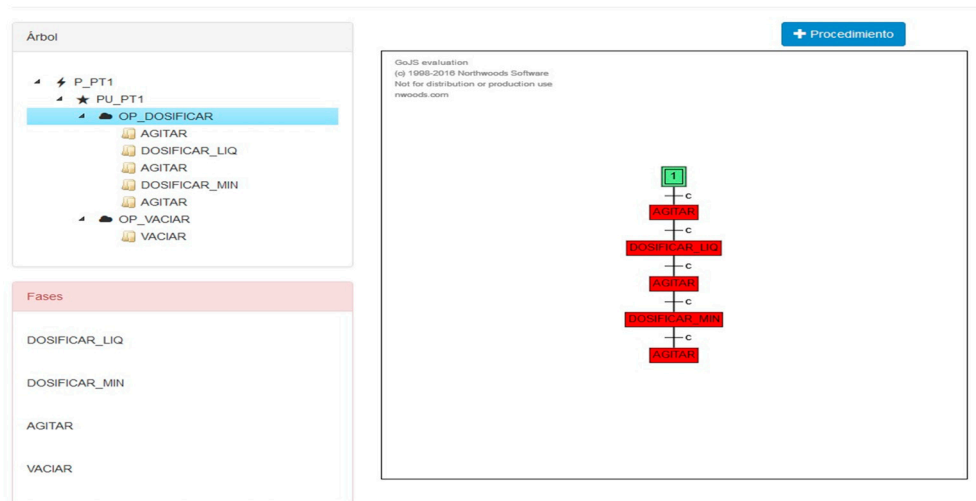 Árbol
P_PT1
PU_PT1
OP_DOSIFICAR
AGITAR
DOSIFICAR_LIQ
AGITAR
DOSIFICAR_MIN
AGITAR
OP_VACIAR
VACIAR
Fases
DOSIFICAR_LIQ
DOSIFICAR_MIN
AGITAR
VACIAR
+ Procedimiento
GoJS evaluation
(c) 1998-2016 Northwoods Software
Not for distribution or production use
nwoods.com
1
c
AGITAR
c
DOSIFICAR_LIQ
c
AGITAR
c
DOSIFICAR_MIN
c
AGITAR